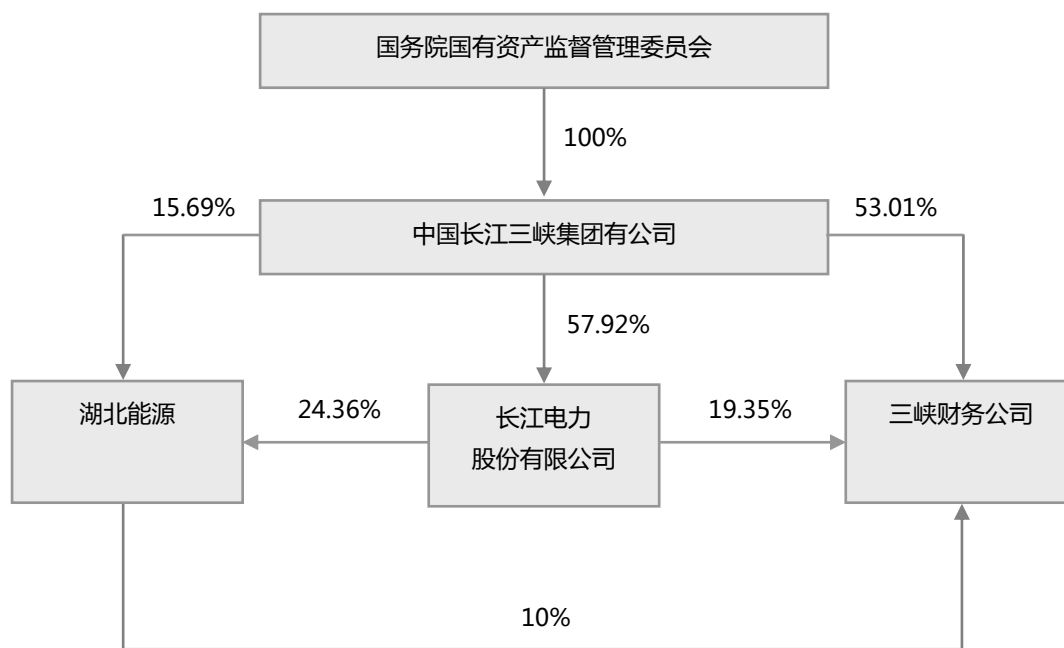 国务院国有资产监督管理委员会
100%
15.69%
53.01%
中国长江三峡集团有公司
57.92%
湖北能源
24.36%
长江电力
股份有限公司
19.35%
三峡财务公司
10%